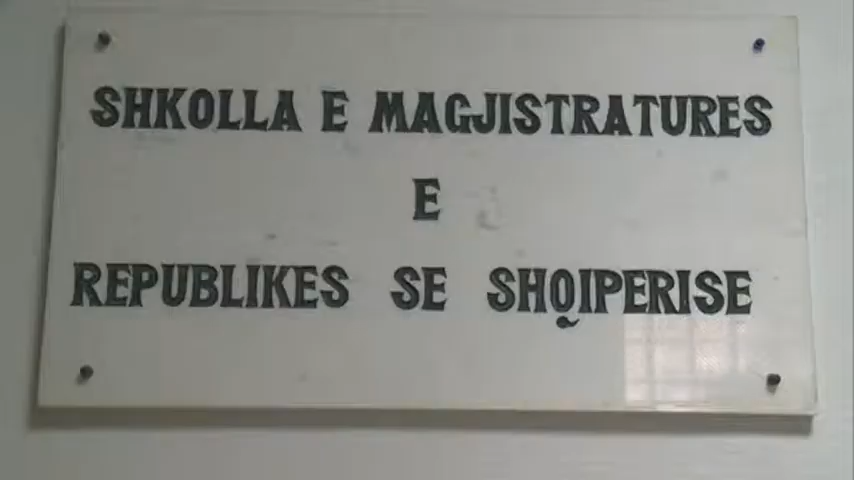 SHKOLLA E MAGJISTRATURES
E
REPUBLIKES SE SHQIPERISE